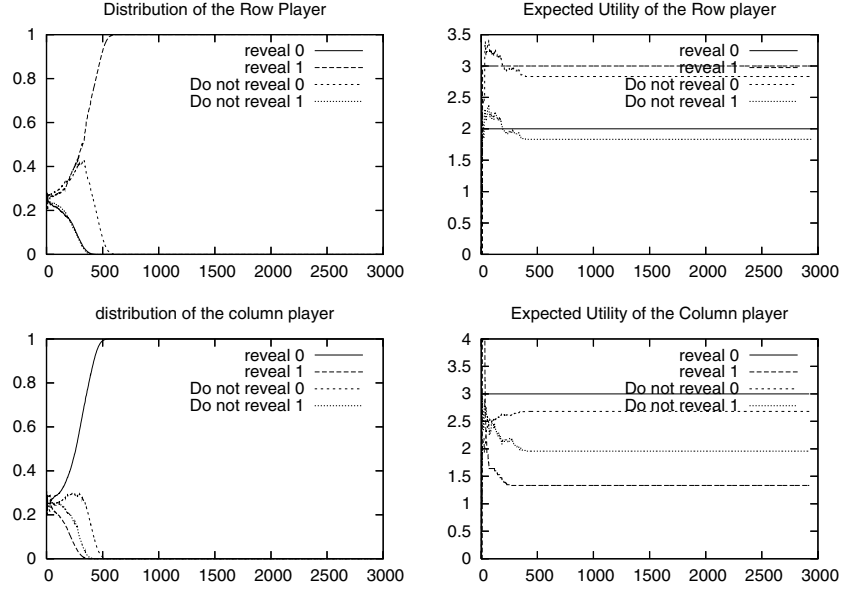 Distribution of the Row Player
1
0.8
0.6
0.4
0.2
0
0 500 1000 1500 2000 2500 3000
reveal 0
reveal 1
Do not reveal 0
Do not reveal 1
Expected Utility of the Row player
3.5
3
2.5
2
1.5
1
0.5
0
0 500 1000 1500 2000 2500 3000
reveal 0
reveal 1
Do not reveal 0
Do not reveal 1
distribution of the column player
1
0.8
0.6
0.4
0.2
0
0 500 1000 1500 2000 2500 3000
reveal 0
reveal 1
Do not reveal 0
Do not reveal 1
Expected Utility of the Column player
4
3.5
3
2.5
2
1.5
1
0.5
0
0 500 1000 1500 2000 2500 3000
reveal 0
reveal 1
Do not reveal 0
Do not reveal 1